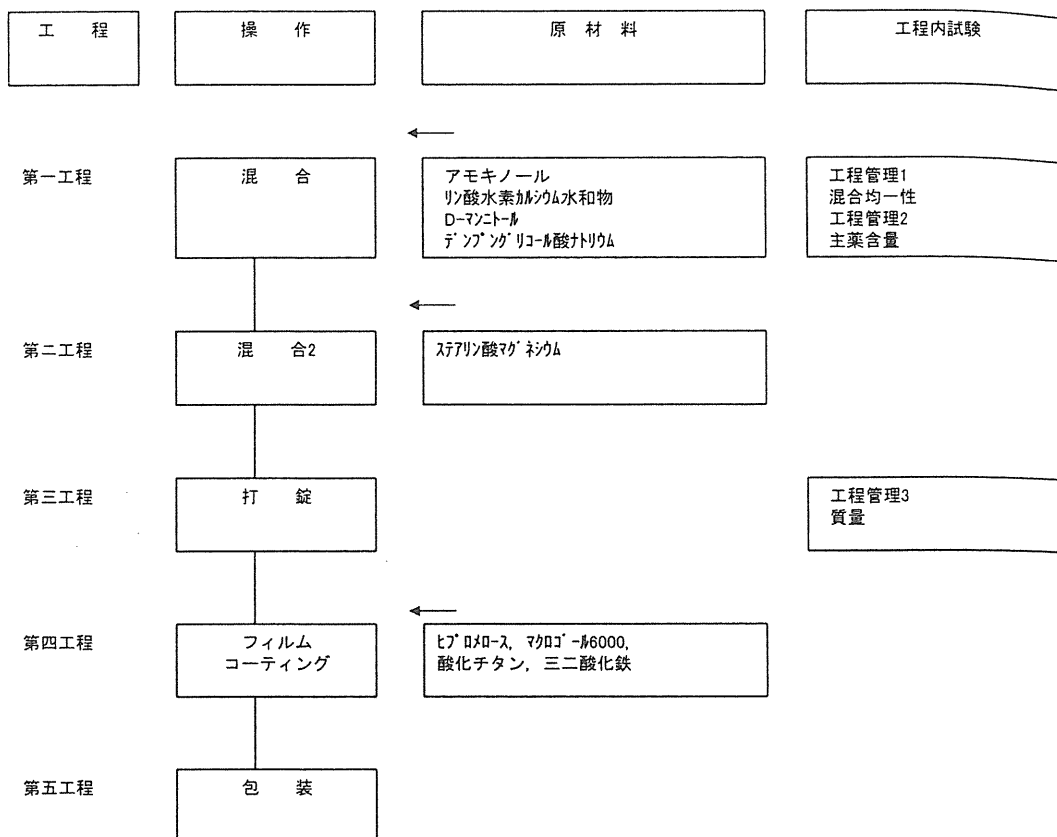 工　程
操　作
原　材　料
工程内試験
第一工程
混　合
アモキノール
リン酸水素カルシウム水和物
D-マンニトール
デンプングリコール酸ナトリウム
工程管理1
混合均一性
工程管理2
主薬含量
第二工程
混　合2
ステアリン酸マグネシウム
第三工程
打　錠
工程管理3
質量
第四工程
フィルム
コーティング
ヒプロメロース, マクロゴール6000,
酸化チタン, 三二酸化鉄
第五工程
包　装